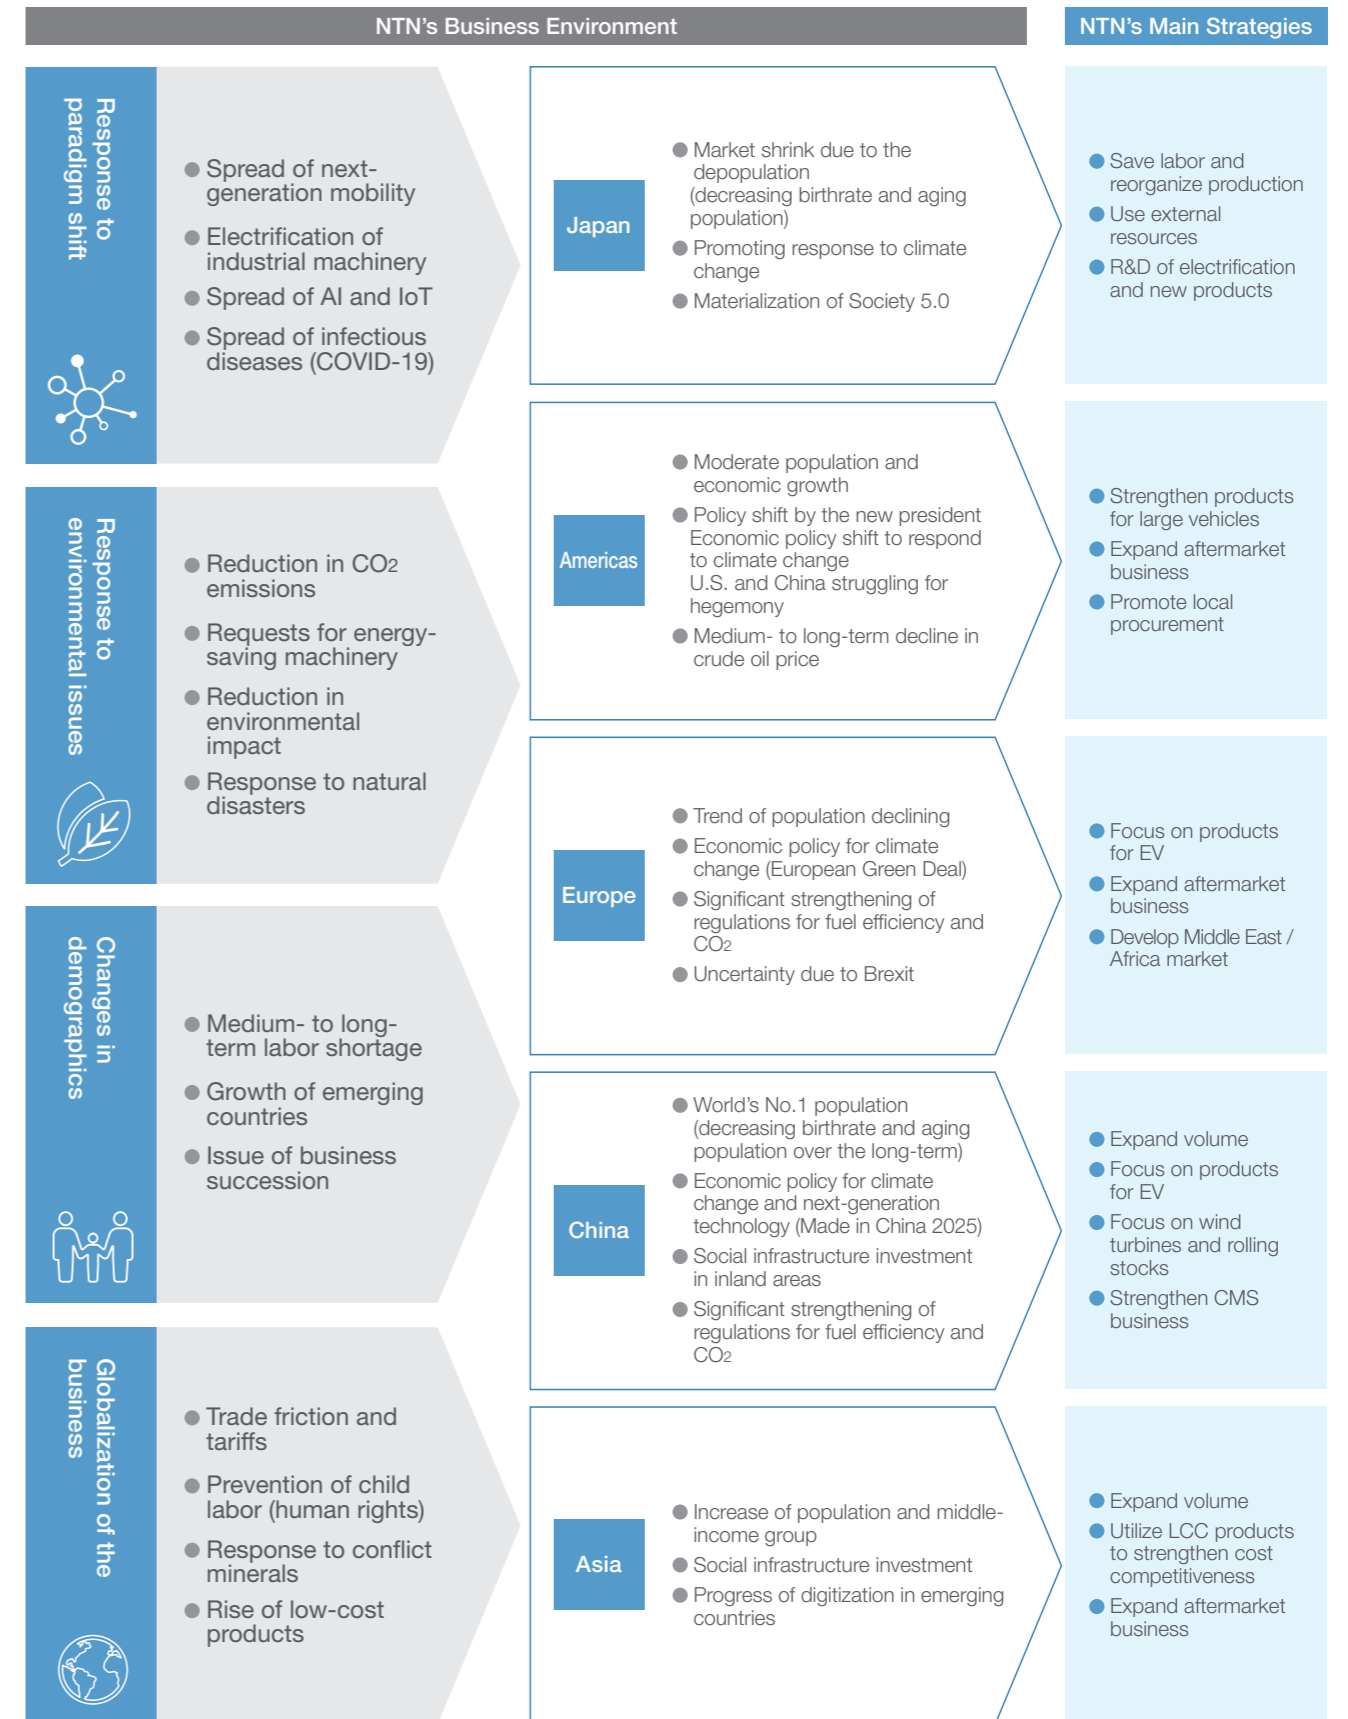 NTN's Business Environment
NTN's Main Strategies
Response to
paradigm shift
● Spread of next-
generation mobility
● Electrification of
industrial machinery
● Spread of AI and IoT
● Spread of infectious
diseases (COVID-19)
Response to
environmental issues
● Reduction in CO2
emissions
● Requests for energy-
saving machinery
● Reduction in
environmental
impact
● Response to natural
disasters
Changes in
demographics
● Medium- to long-
term labor shortage
● Growth of emerging
countries
● Issue of business
succession
Globalization of the
business
● Trade friction and
tariffs
● Prevention of child
labor (human rights)
● Response to conflict
minerals
● Rise of low-cost
products
Japan
● Market shrink due to the
depopulation
(decreasing birthrate and aging
population)
● Promoting response to climate
change
● Materialization of Society 5.0
● Save labor and
reorganize production
● Use external
resources
● R&D of electrification
and new products
Americas
● Moderate population and
economic growth
● Policy shift by the new president
Economic policy shift to respond
to climate change
U.S. and China struggling for
hegemony
● Medium- to long-term decline in
crude oil price
● Strengthen products
for large vehicles
● Expand aftermarket
business
● Promote local
procurement
Europe
● Trend of population declining
● Economic policy for climate
change (European Green Deal)
● Significant strengthening of
regulations for fuel efficiency and
CO2
● Uncertainty due to Brexit
● Focus on products
for EV
● Expand aftermarket
business
● Develop Middle East /
Africa market
China
● World's No.1 population
(decreasing birthrate and aging
population over the long-term)
● Economic policy for climate
change and next-generation
technology (Made in China 2025)
● Social infrastructure investment
in inland areas
● Significant strengthening of
regulations for fuel efficiency and
CO2
● Expand volume
● Focus on products
for EV
● Focus on wind
turbines and rolling
stocks
● Strengthen CMS
business
Asia
● Increase of population and middle-
income group
● Social infrastructure investment
● Progress of digitization in emerging
countries
● Expand volume
● Utilize LCC products
to strengthen cost
competitiveness
● Expand aftermarket
business